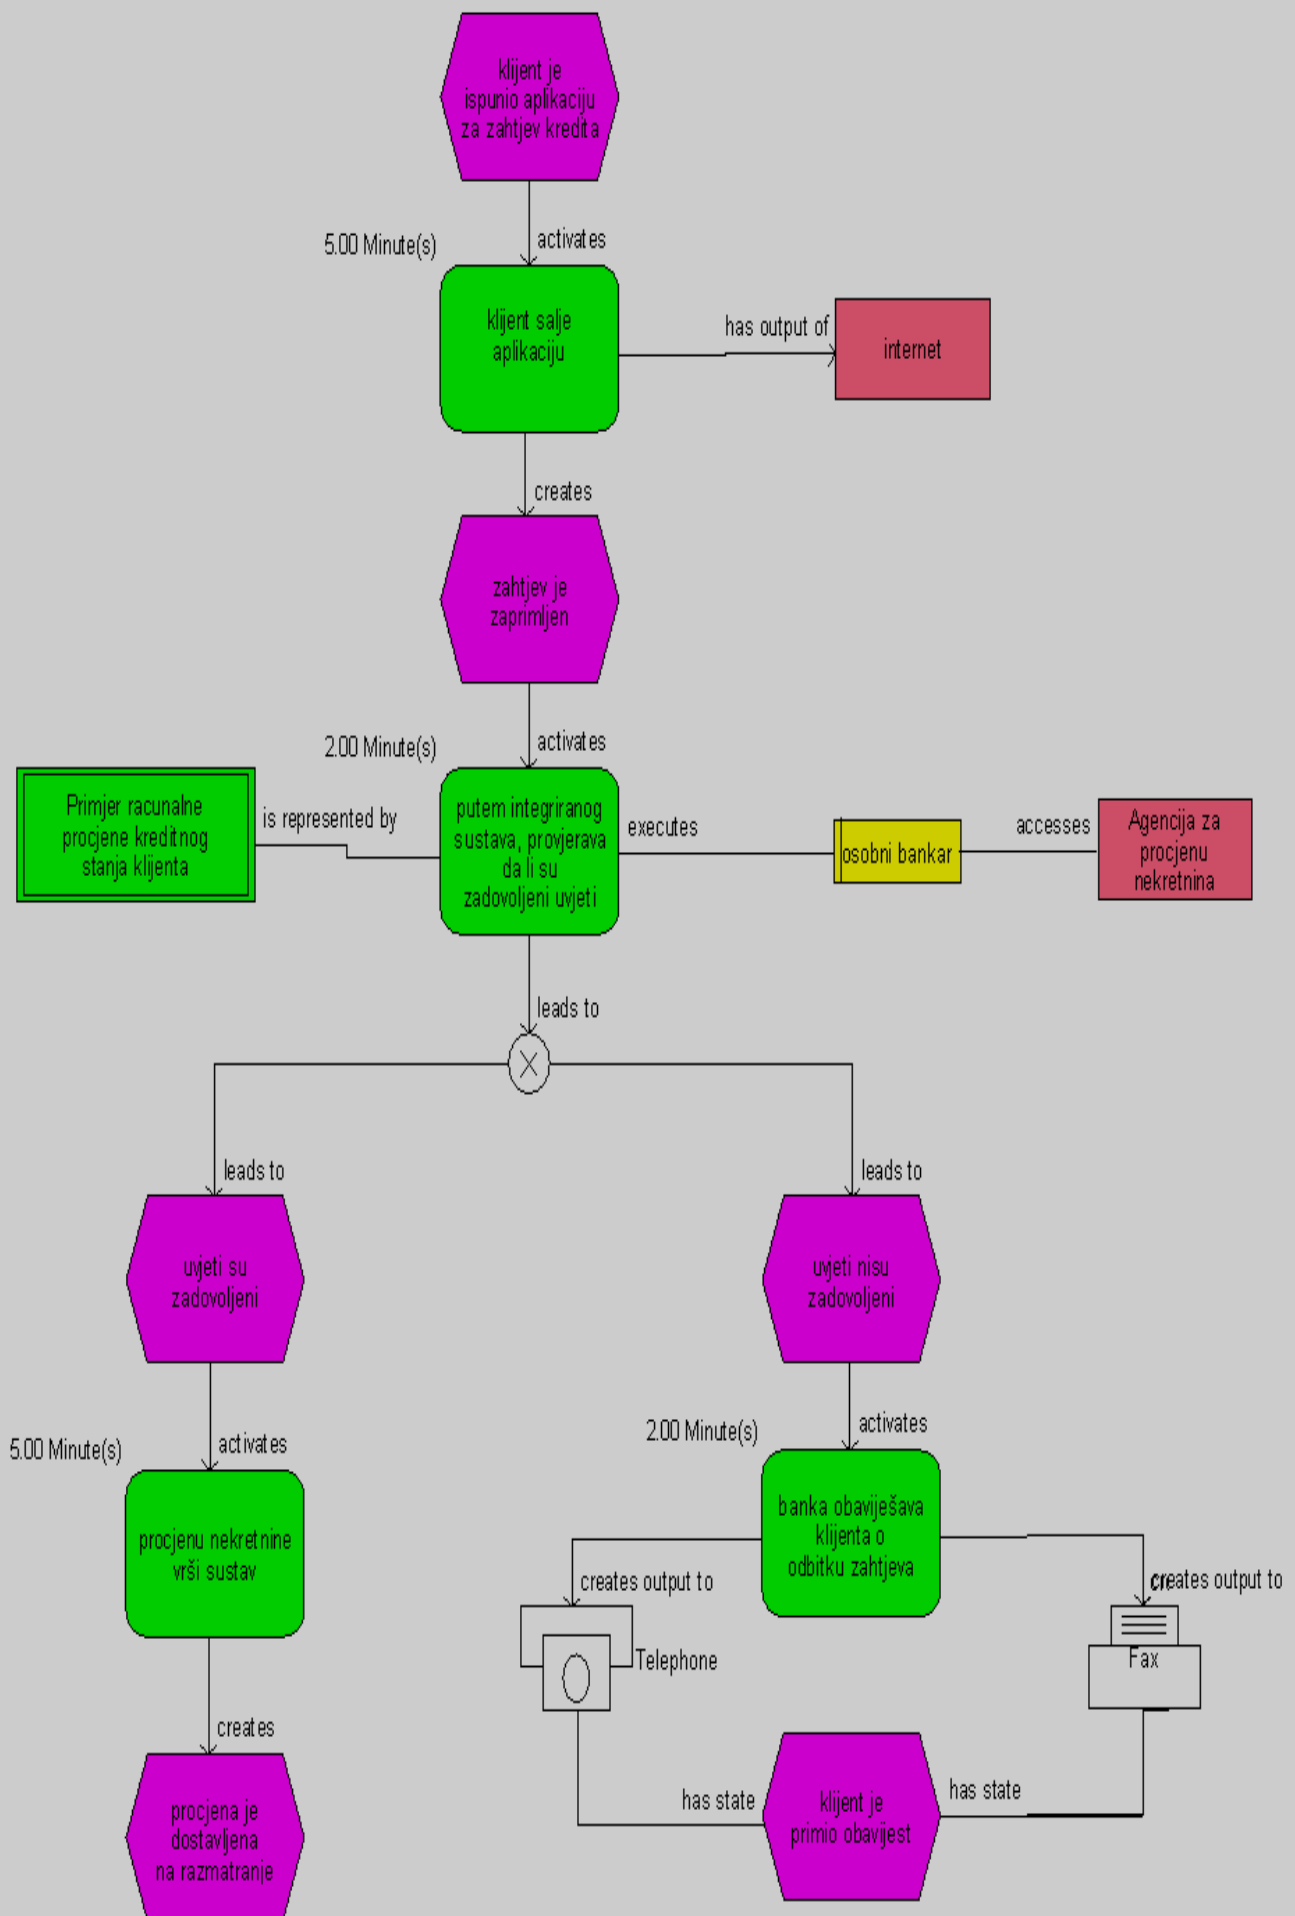 klijent je
ispunio aplikaciju
za zahtjev kredita
5.00 Minute(s)
activates
klijent salje
aplikaciju
has output of
internet
creates
zahtjev je
zaprimljen
2.00 Minute(s)
activates
Primjer racunalne
procjene kreditnog
stanja klijenta
is represented by
putem integriranog
sustava, provjerava
da li su
zadovoljeni uvjeti
executes
osobni bankar
accesses
Agencija za
procjenu
nekretnina
leads to
leads to
leads to
uvjeti su
zadovoljeni
uvjeti nisu
zadovoljeni
5.00 Minute(s)
activates
2.00 Minute(s)
activates
procjenu nekretnine
vrši sustav
banka obaviješava
klijenta o
odbitku zahtjeva
creates output to
creates output to
Telephone
Fax
creates
procjena je
dostavljena
na razmatranje
has state
klijent je
primio obavijest
has state